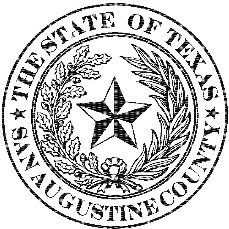 THE STATE OF TEXAS
SAN AUGUSTINE COUNTY